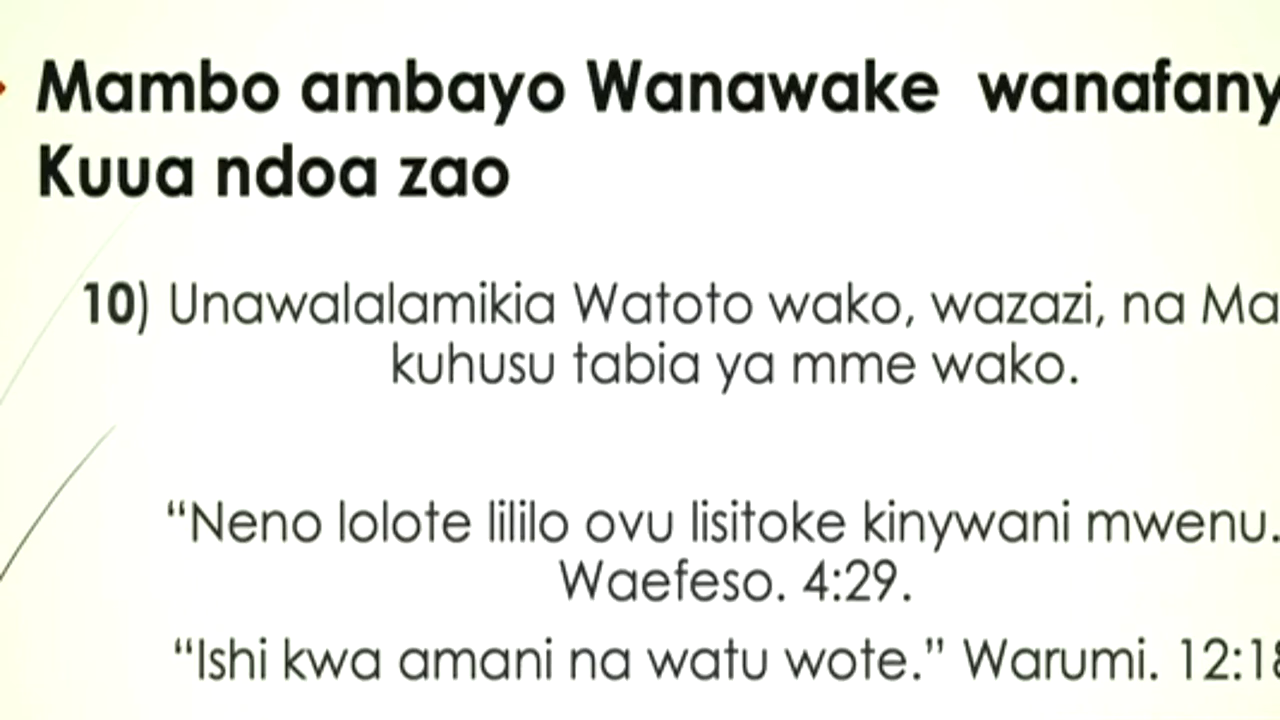 Mambo ambayo Wanawake wanafany
Kuua ndoa zao
10) Unawalalamikia Watoto wako, wazazi, na Ma
kuhusu tabia ya mme wako.
“Neno lolote lililo ovu lisitoke kinywani mwenu.
Waefeso. 4:29.
“Ishi kwa amani na watu wote.” Warumi. 12:18